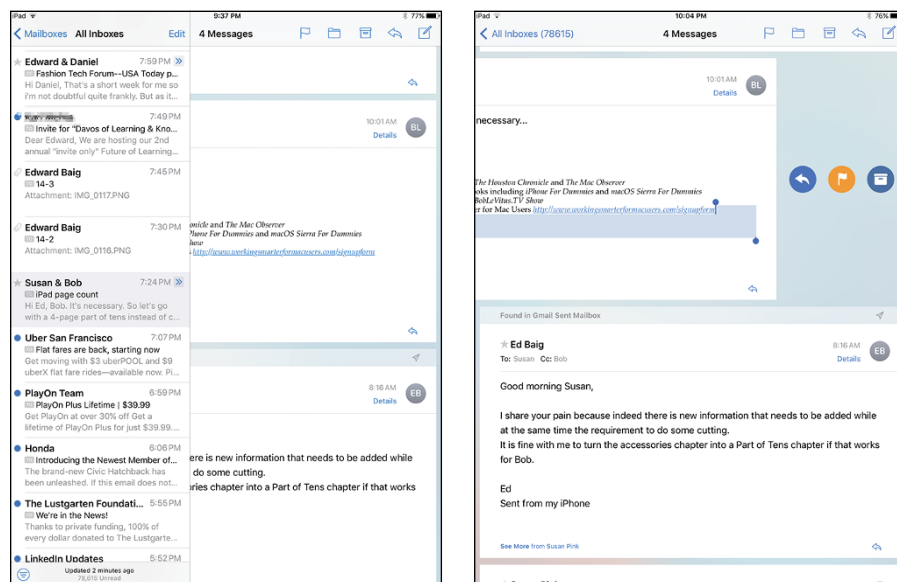 iPad
9:37 PM
77%
Mailboxes All Inboxes Edit
4 Messages
Edward & Daniel 7:59 PM
Fashion Tech Forum--USA Today p...
Hi Daniel, That's a short week for me so
i'm not doubtful quite frankly. But as it...
7:49 PM
Invite for "Davos of Learning & Kno...
Dear Edward, We are hosting our 2nd
annual "invite only" Future of Learning...
Edward Baig 7:45 PM
14-3
Attachment: IMG_0117.PNG
Edward Baig 7:30 PM
14-2
Attachment: IMG_0116.PNG
Susan & Bob 7:24 PM
iPad page count
Hi Ed, Bob. It's necessary. So let's go
with a 4-page part of tens instead of c...
Uber San Francisco 7:07 PM
Flat fares are back, starting now
Get moving with $3 uberPOOL and $9
uberX flat fare rides—available now. Pi...
PlayOn Team 6:59 PM
PlayOn Plus Lifetime | $39.99
Get PlayOn at over 30% off Get a
lifetime of PlayOn Plus for just $39.99....
Honda 6:06 PM
Introducing the Newest Member of...
The brand-new Civic Hatchback has
been unleashed. If this email does not...
The Lustgarten Foundati... 5:55 PM
We're in the News!
Thanks to private funding, 100% of
every dollar donated to The Lustgarte...
LinkedIn Updates 5:52 PM
Updated 2 minutes ago
78,615 Unread
10:01 AM
Details
BL
onicle and The Mac Observer
Phone For Dummies and macOS Sierra For Dummies
how
http://www.workingsmarterformacusers.com/signupform
8:16 AM
Details
EB
ere is new information that needs to be added while
do some cutting.
ries chapter into a Part of Tens chapter if that works
iPad
10:04 PM
76%
All Inboxes (78615)
4 Messages
10:01 AM
Details
BL
necessary...
The Houston Chronicle and The Mac Observer
oks including iPhone For Dummies and macOS Sierra For Dummies
BobLeVitus.TV Show
er for Mac Users http://www.workingsmarterformacusers.com/signupform
Found in Gmail Sent Mailbox
Ed Baig
To: Susan Cc: Bob
8:16 AM
Details
EB
Good morning Susan,
I share your pain because indeed there is new information that needs to be added while
at the same time the requirement to do some cutting.
It is fine with me to turn the accessories chapter into a Part of Tens chapter if that works
for Bob.
Ed
Sent from my iPhone
See More from Susan Pink